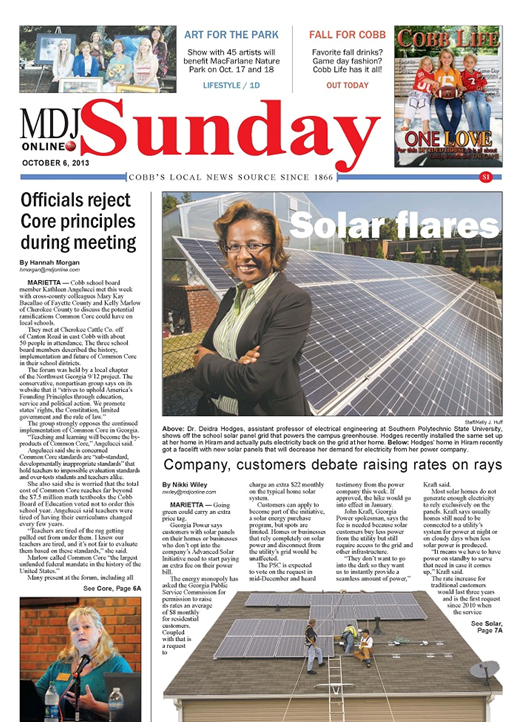 ART FOR THE PARK
Show with 45 artists will
benefit MacFarlane Nature
Park on Oct. 17 and 18
LIFESTYLE / 1D
FALL FOR COBB
Favorite fall drinks?
Game day fashion?
Cobb Life has it all!
OUT TODAY
COBB LIFE
ONE LOVE
MDJ
ONLINE
Sunday
OCTOBER 6, 2013
COBB'S LOCAL NEWS SOURCE SINCE 1866
$1
Officials reject
Core principles
during meeting
By Hannah Morgan
hmorgan@mdjonline.com
MARIETTA — Cobb school board
member Kathleen Angelucci met this week
with cross-county colleagues Mary Kay
Bacallao of Fayette County and Kelly Marlow
of Cherokee County to discuss the potential
ramifications Common Core could have on
local schools.
They met at Cherokee Cattle Co. off
of Canton Road in east Cobb with about
50 people in attendance. The three school
board members described the history,
implementation and future of Common Core
in their school districts.
The forum was held by a local chapter
of the Northwest Georgia 9/12 project. The
conservative, nonpartisan group says on its
website that it "strives to uphold America's
Founding Principles through education,
service and political action. We promote
states' rights, the Constitution, limited
government and the rule of law."
The group strongly opposes the continued
implementation of Common Core in Georgia.
"Teaching and learning will become the by-
products of Common Core," Angelucci said.
Angelucci said she is concerned
Common Core standards are "sub-standard,
developmentally inappropriate standards" that
hold teachers to impossible evaluation standards
and over-tests students and teachers alike.
She said she is worried that the total
cost of Common Core reaches far beyond
the $7.5 million math textbooks the Cobb
Board of Education voted not to order this
school year. Angelucci said teachers were
tired of having their curriculums changed
every few years.
"Teachers are tired of the rug getting
pulled out from under them. I know our
teachers are tired, and it's not fair to evaluate
them based on these standards," she said.
Marlow called Common Core "the largest
unfunded federal mandate in the history of the
United States."
Many present at the forum, including all
See Core, Page 6A
Solar flares
Staff/Kelly J. Huff
Above: Dr. Deidra Hodges, assistant professor of electrical engineering at Southern Polytechnic State University,
shows off the school solar panel grid that powers the campus greenhouse. Hodges recently installed the same set up
at her home in Hiram and actually puts electricity back on the grid at her home. Below: Hodges' home in Hiram recently
got a facelift with new solar panels that will decrease her demand for electricity from her power company.
Company, customers debate raising rates on rays
By Nikki Wiley
nwiley@mdjonline.com
MARIETTA — Going
green could carry an extra
price tag.
Georgia Power says
customers with solar panels
on their homes or businesses
who don't opt into the
company's Advanced Solar
Initiative need to start paying
an extra fee on their power
bill.
The energy monopoly has
asked the Georgia Public
Service Commission for
permission to raise
its rates an average
of $8 monthly
for residential
customers.
Coupled
with that is
a request
to
charge an extra $22 monthly
on the typical home solar
system.
Customers can apply to
become part of the initiative,
a solar energy purchase
program, but spots are
limited. Homes or businesses
that rely completely on solar
power and disconnect from
the utility's grid would be
unaffected.
The PSC is expected
to vote on the request in
mid-December and heard
testimony from the power
company this week. If
approved, the hike would go
into effect in January.
John Kraft, Georgia
Power spokesman, says the
fee is needed because solar
customers buy less power
from the utility but still
require access to the grid and
other infrastructure.
"They don't want to go
into the dark so they want
us to instantly provide a
seamless amount of power,"
Kraft said.
Most solar homes do not
generate enough electricity
to rely exclusively on the
panels. Kraft says usually
homes still need to be
connected to a utility's
system for power at night or
on cloudy days when less
solar power is produced.
"It means we have to have
power on standby to serve
that need in case it comes
up," Kraft said.
The rate increase for
traditional customers
would last three years
and is the first request
since 2010 when
the service
See Solar,
Page 7A